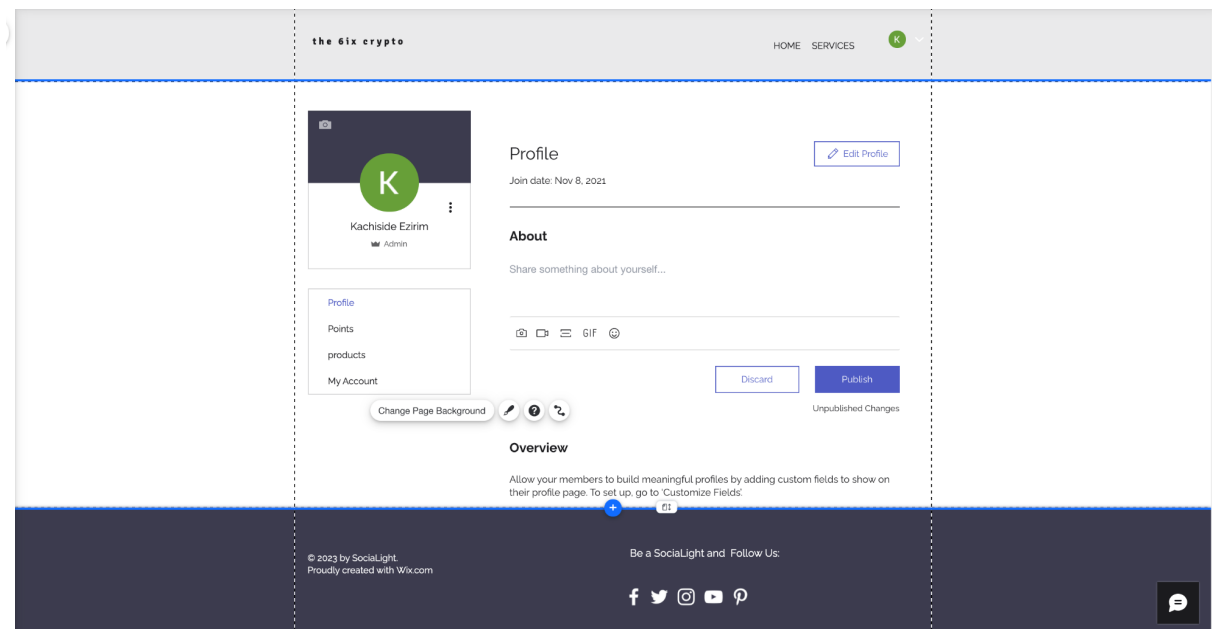 the 6ix crypto
HOME SERVICES K
K
Kachiside Ezirim
Admin
Profile
Points
products
My Account
Profile
Edit Profile
Join date: Nov 8, 2021
About
Share something about yourself...
GIF
Discard
Publish
Unpublished Changes
Change Page Background
?
Overview
Allow your members to build meaningful profiles by adding custom fields to show on
their profile page. To set up, go to 'Customize Fields'.
© 2023 by SociaLight.
Proudly created with Wix.com
Be a SociaLight and Follow Us: